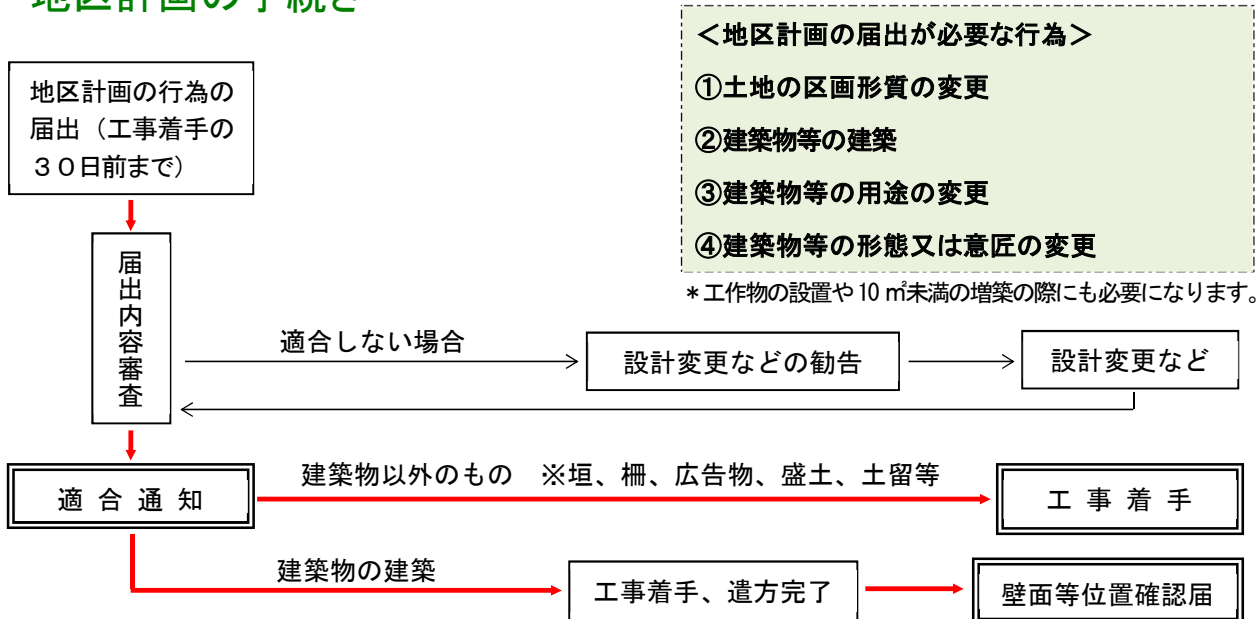 地区計画の手続き
＜地区計画の届出が必要な行為＞
①土地の区画形質の変更
②建築物等の建築
③建築物等の用途の変更
④建築物等の形態又は意匠の変更
＊工作物の設置や10㎡未満の増築の際にも必要になります。
地区計画の行為の
届出（工事着手の
３０日前まで）
届出内容審査
適合しない場合
設計変更などの勧告
設計変更など
適合通知
建築物以外のもの　※垣、柵、広告物、盛土、土留等
工事着手
建築物の建築
工事着手、遣方完了
壁面等位置確認届